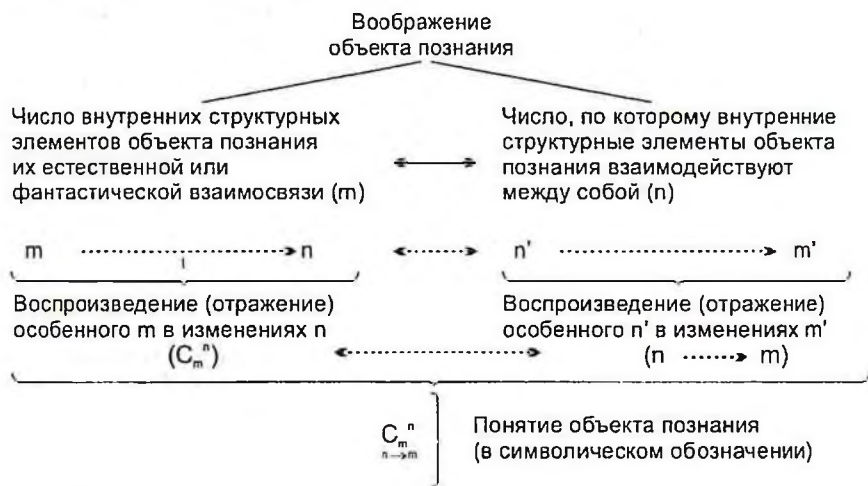 Воображение
объекта познания
Число внутренних структурных
элементов объекта познания
их естественной или
фантастической взаимосвязи (m)
Число, по которому внутренние
структурные элементы объекта
познания взаимодействуют
между собой (n)
m n n' m'
Воспроизведение (отражение)
особенного m в изменениях n
(Cₘⁿ)
Воспроизведение (отражение)
особенного n' в изменениях m'
(n ·······➤ m)
Cₘⁿ
n→m
Понятие объекта познания
(в символическом обозначении)